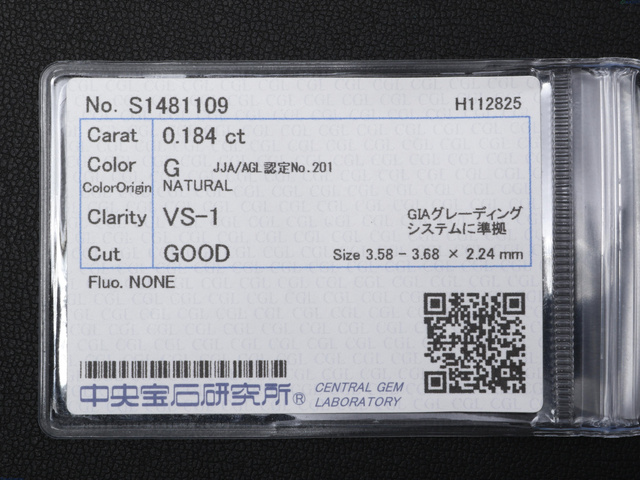 No. S1481109 H112825
Carat 0.184 ct
Color G JJA/AGL認定No.201
ColorOrigin NATURAL
Clarity VS-1 GIAグレーディング
システムに準拠
Cut GOOD Size 3.58 - 3.68 × 2.24 mm
Fluo. NONE
中央宝石研究所® CENTRAL GEM
LABORATORY